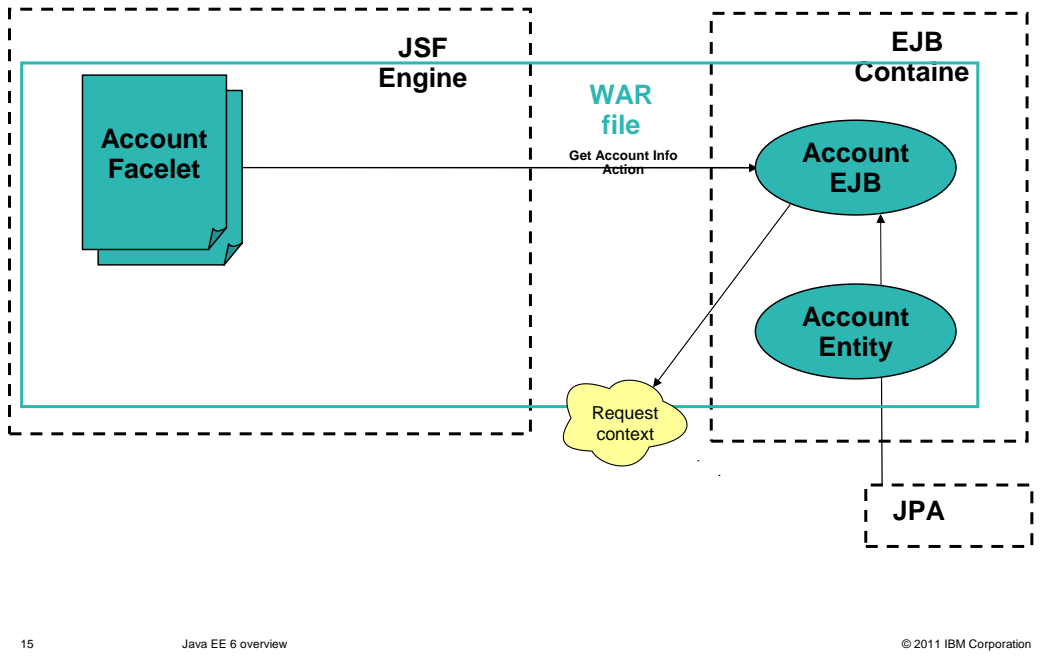 JSF
Engine
EJB
Containe
WAR
file
Account
Facelet
Get Account Info
Action
Account
EJB
Account
Entity
Request
context
JPA
15
Java EE 6 overview
© 2011 IBM Corporation